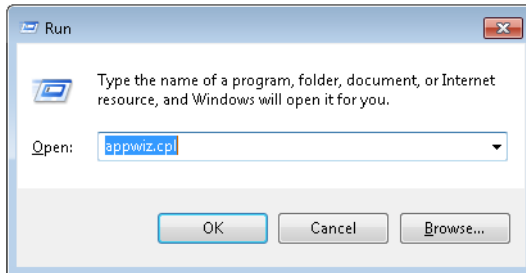 Run
Type the name of a program, folder, document, or Internet
resource, and Windows will open it for you.
Open: appwiz.cpl
OK Cancel Browse...